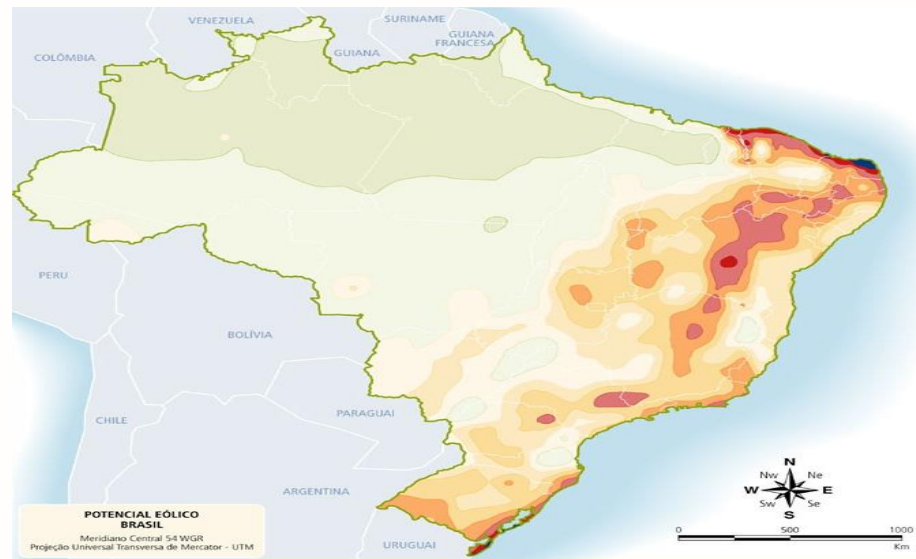 VENEZUELA
SURINAME
GUIANA
FRANCESA
COLÔMBIA
GUIANA
PERU
BOLÍVIA
CHILE
PARAGUAI
ARGENTINA
URUGUAI
N
Nw Ne
W E
Sw Se
S
POTENCIAL EÓLICO
BRASIL
Meridiano Central 54 WGR
Projeção Universal Transversa de Mercator - UTM
0 500 1000
Km